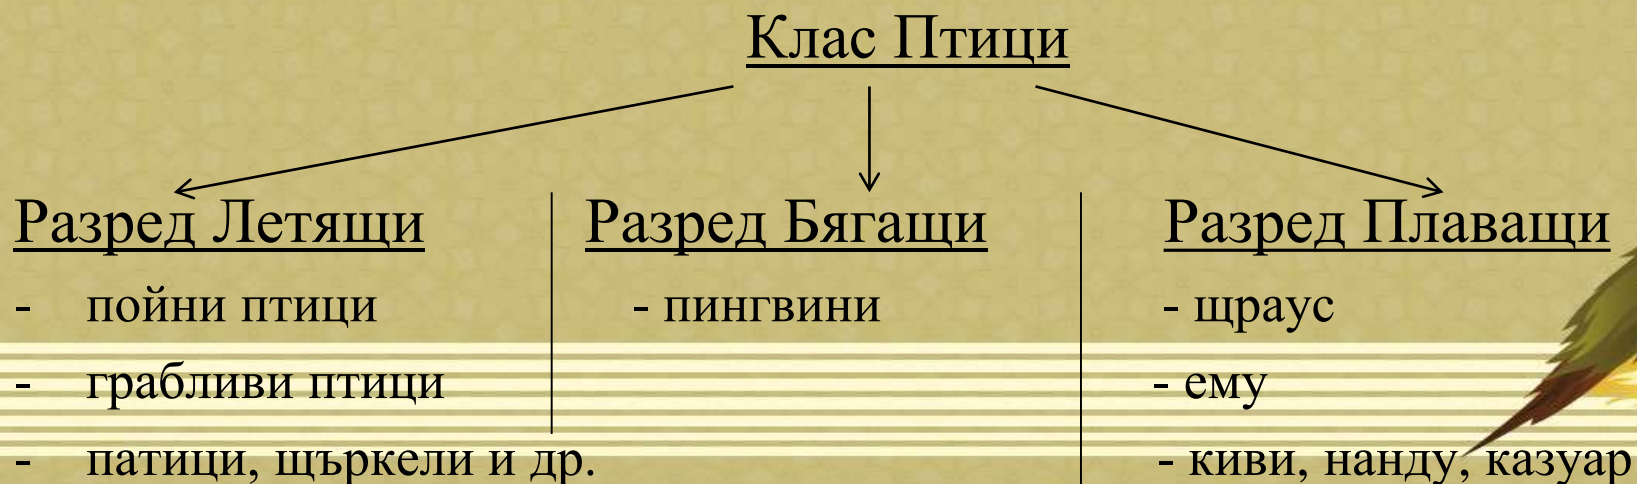 Клас Птици
Разред Летящи
- пойни птици
- грабливи птици
- патици, щъркели и др.
Разред Бягащи
- пингвини
Разред Плаващи
- щраус
- ему
- киви, нанду, казуар